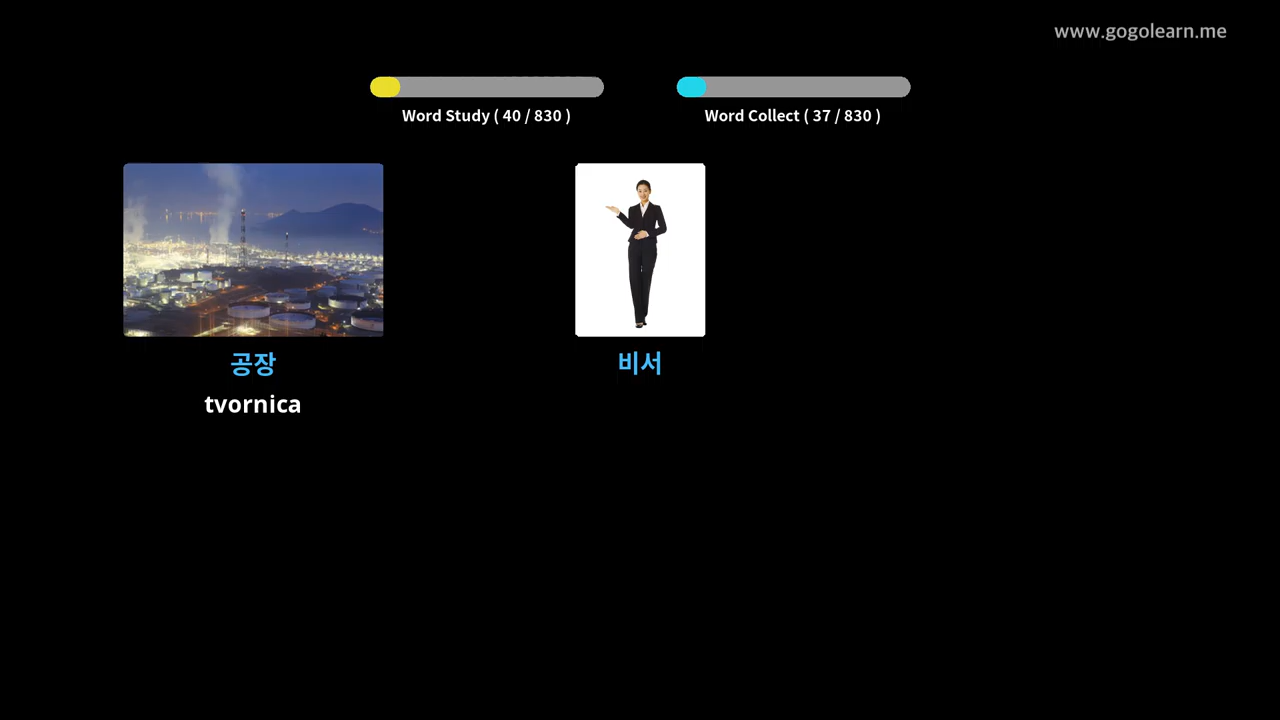 www.gogolearn.me
Word Study ( 40 / 830 )
Word Collect ( 37 / 830 )
공장
비서
tvornica